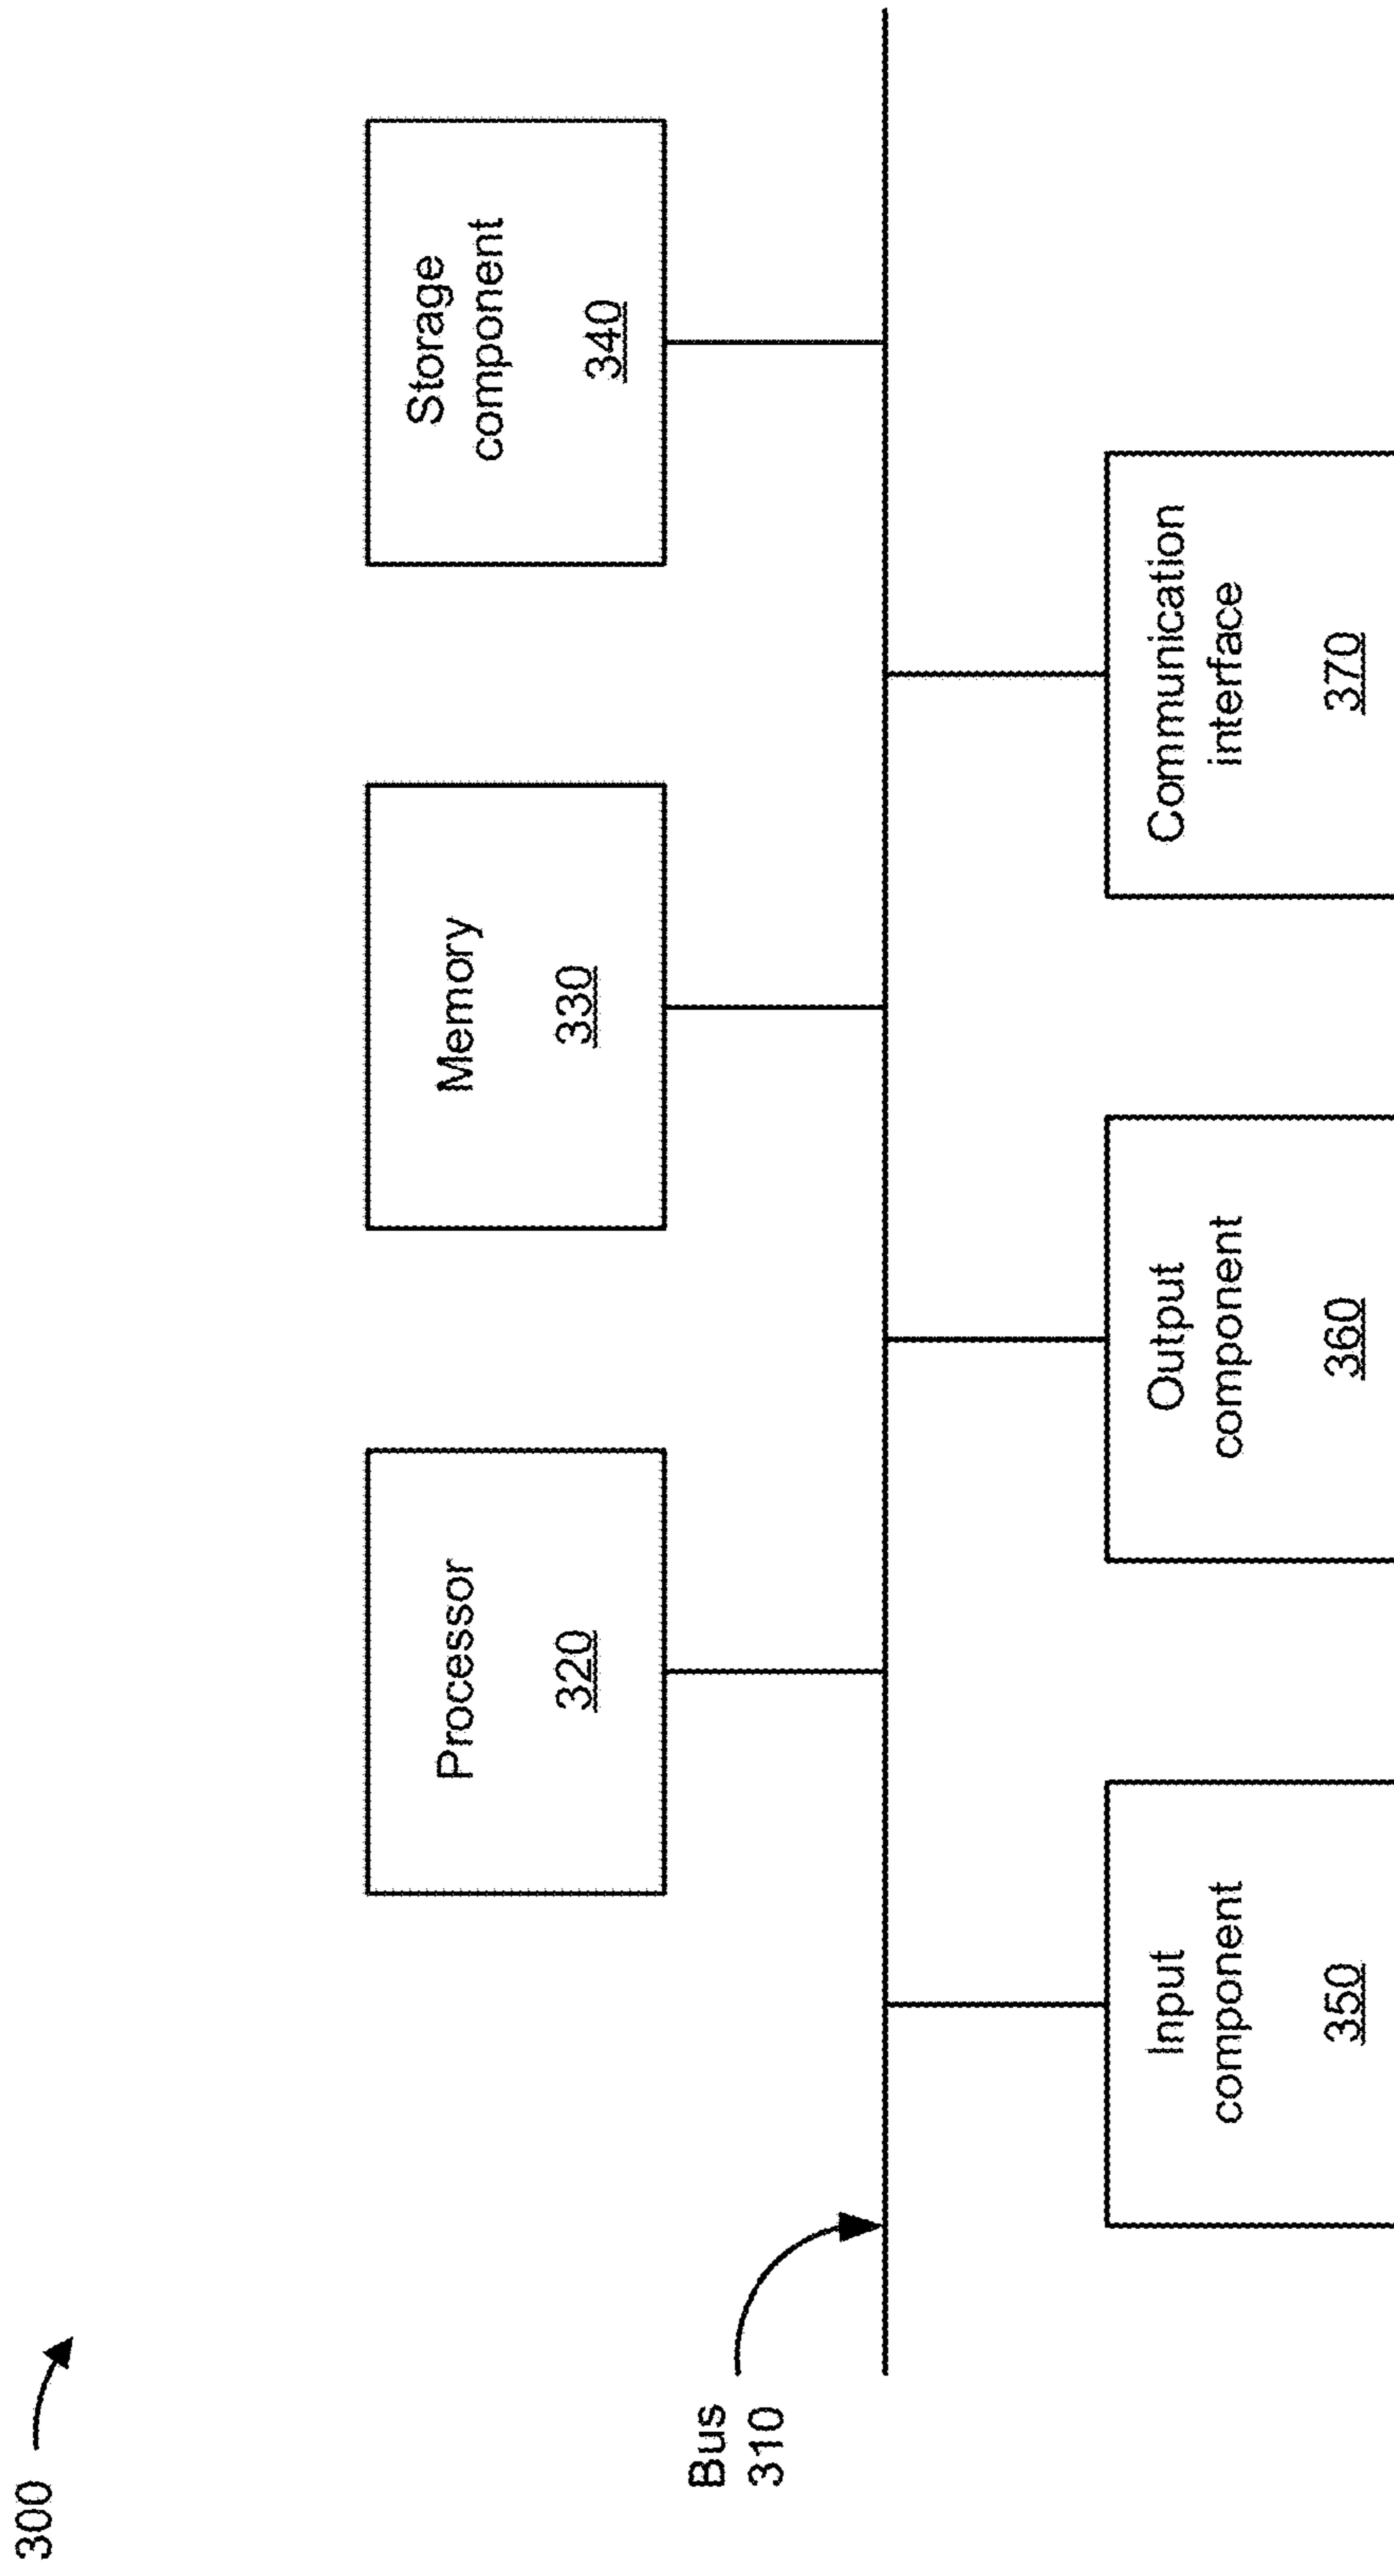 300
Processor
320
Memory
330
Storage
component
340
Bus
310
Input
component
350
Output
component
360
Communication
interface
370